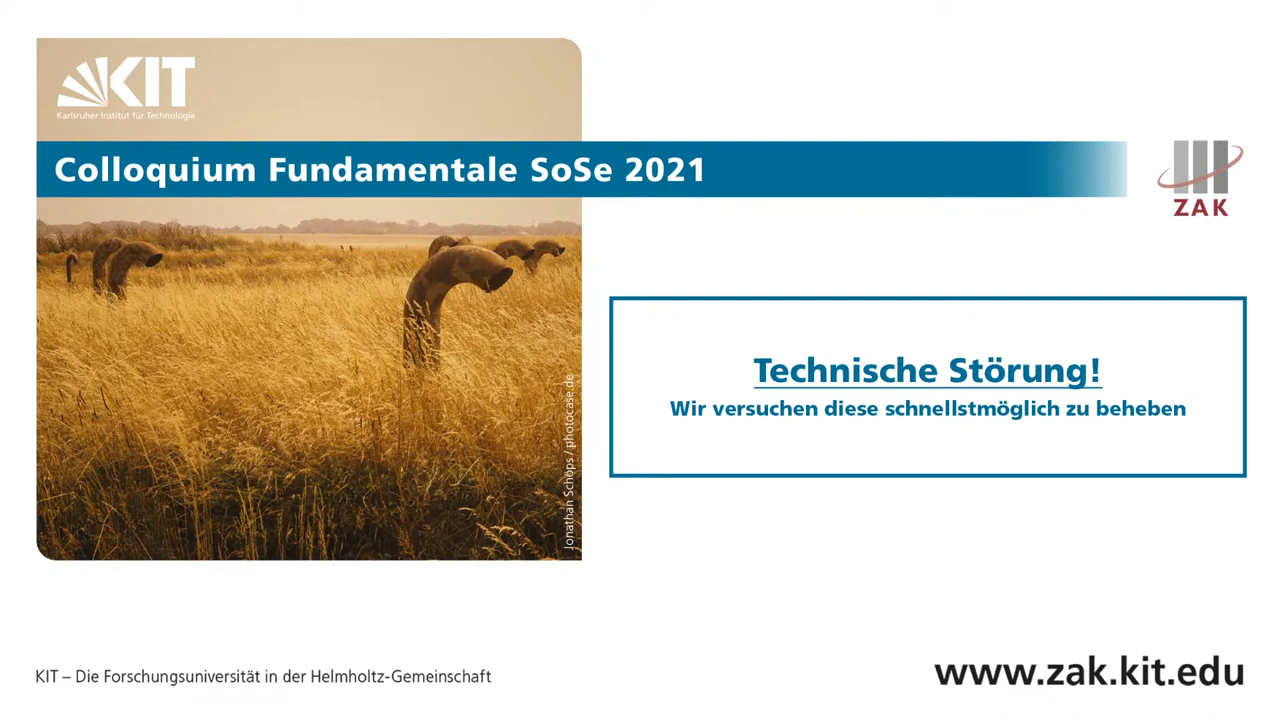 KIT
Karlsruher Institut für Technologie
Colloquium Fundamentale SoSe 2021
ZAK
Jonathan Schöps / photocase.de
Technische Störung!
Wir versuchen diese schnellstmöglich zu beheben
KIT – Die Forschungsuniversität in der Helmholtz-Gemeinschaft
www.zak.kit.edu